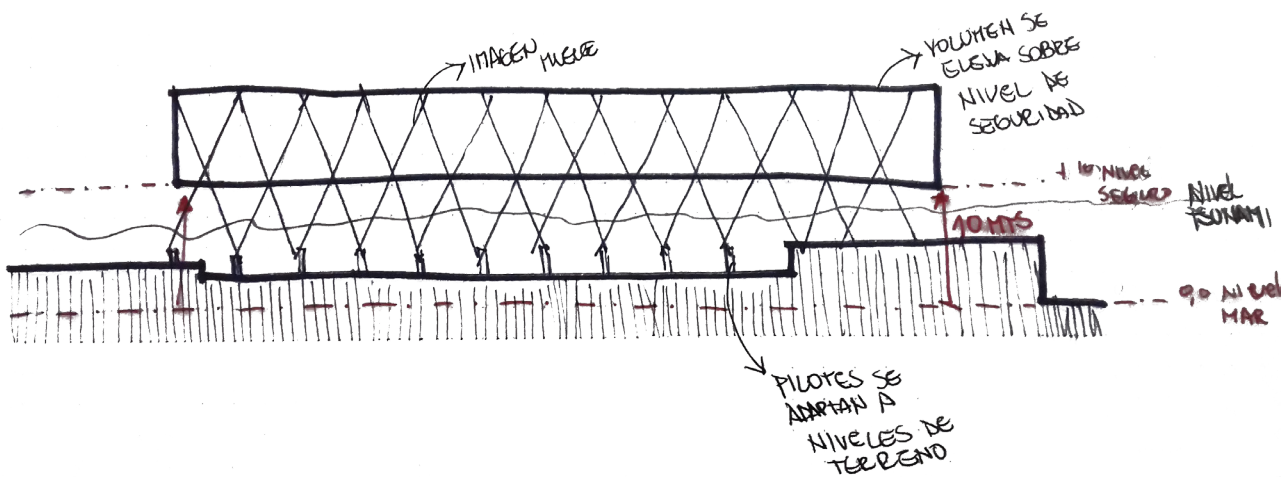 IMAGEN
MUELLE
VOLUMEN SE
ELEVA SOBRE
NIVEL DE
SEGURIDAD
+ 10 NIVEL
SEGURO
NIVEL
TSUNAMI
10 MTS
0,0 NIVEL
MAR
PILOTES SE
ADAPTAN A
NIVELES DE
TERRENO